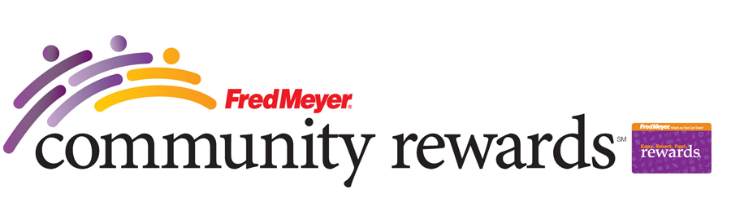 FredMeyer®
community rewards℠
FredMeyer
Easy. Smart. Fast.
rewards